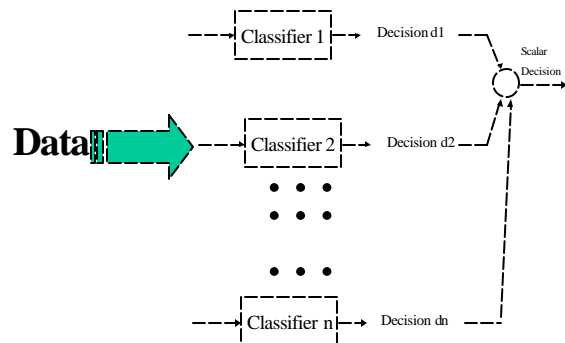 Classifier 1
Decision d1
Scalar
Decision
Data
Classifier 2
Decision d2
Classifier n
Decision dn